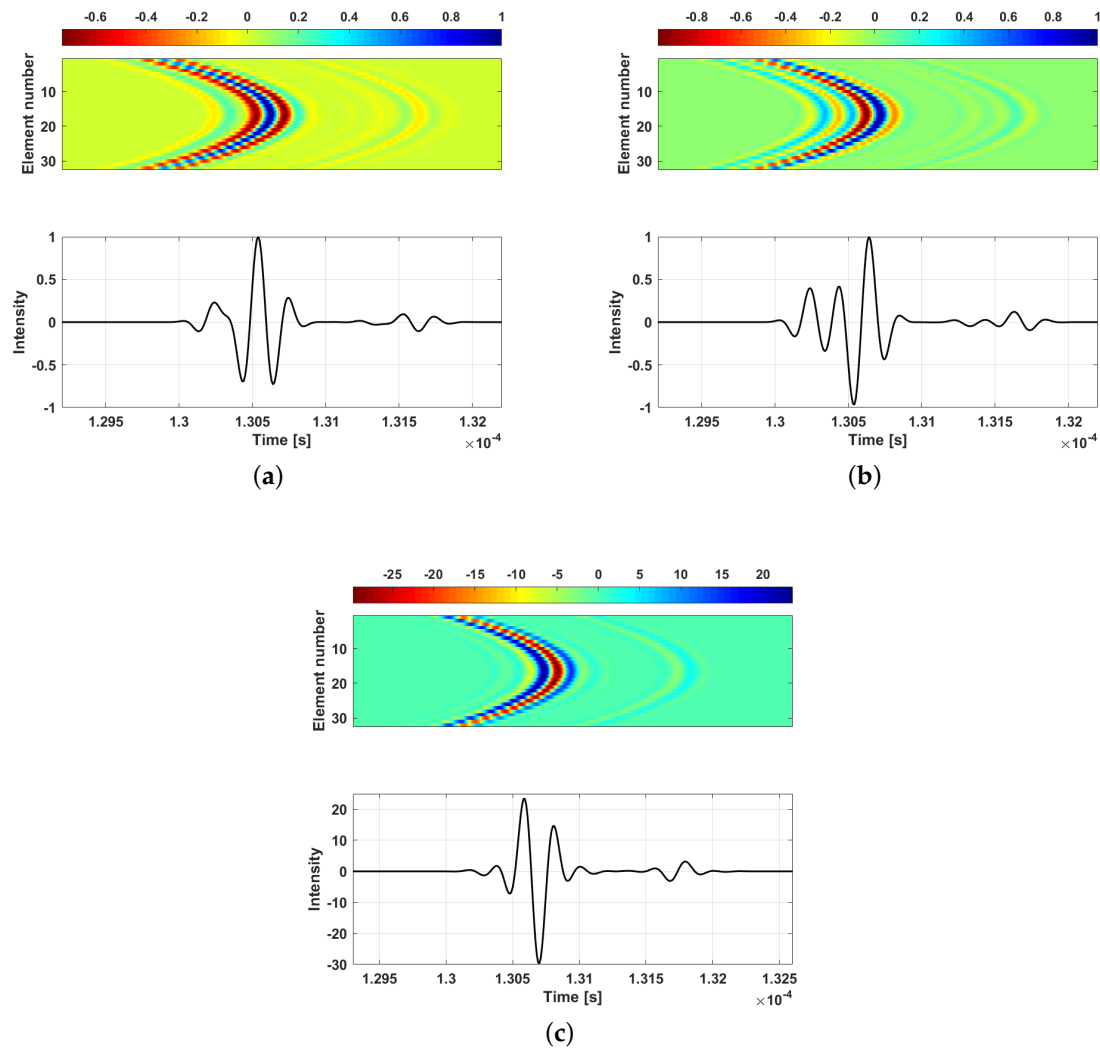 -0.6 -0.4 -0.2 0 0.2 0.4 0.6 0.8 1
Element number
10
20
30
1
0.5
0
-0.5
-1
Intensity
1.295 1.3 1.305 1.31 1.315 1.32
Time [s]
×10-4
(a)
-0.8 -0.6 -0.4 -0.2 0 0.2 0.4 0.6 0.8 1
Element number
10
20
30
1
0.5
0
-0.5
-1
Intensity
1.295 1.3 1.305 1.31 1.315 1.32
Time [s]
×10-4
(b)
-25 -20 -15 -10 -5 0 5 10 15 20
Element number
10
20
30
20
10
0
-10
-20
-30
Intensity
1.295 1.3 1.305 1.31 1.315 1.32 1.325
Time [s]
×10-4
(c)